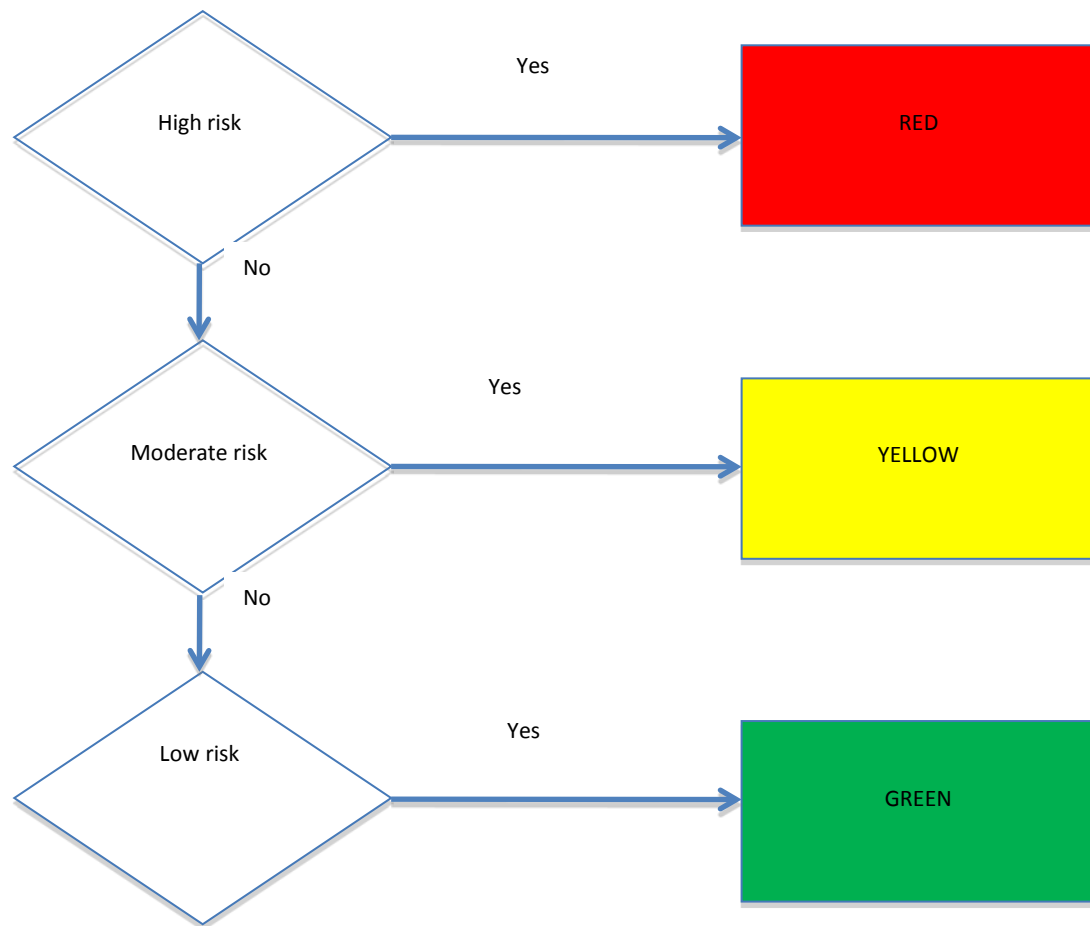 Yes
High risk
RED
No
Yes
Moderate risk
YELLOW
No
Yes
Low risk
GREEN